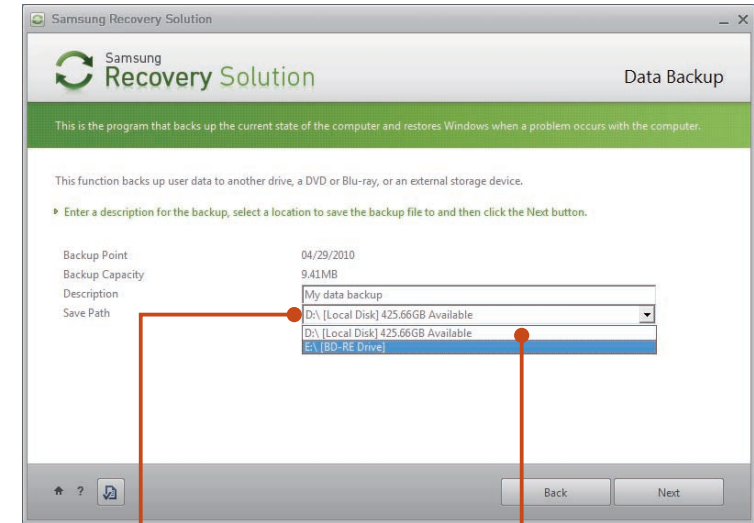 Samsung Recovery Solution
Samsung
Recovery Solution
Data Backup
This is the program that backs up the current state of the computer and restores Windows when a problem occurs with the computer.
This function backs up user data to another drive, a DVD or Blu-ray, or an external storage device.
Enter a description for the backup, select a location to save the backup file to and then click the Next button.
Backup Point 04/29/2010
Backup Capacity 9.41MB
Description My data backup
Save Path D:\ [Local Disk] 425.66GB Available
D:\ [Local Disk] 425.66GB Available
E:\ [BD-RE Drive]
? Back Next